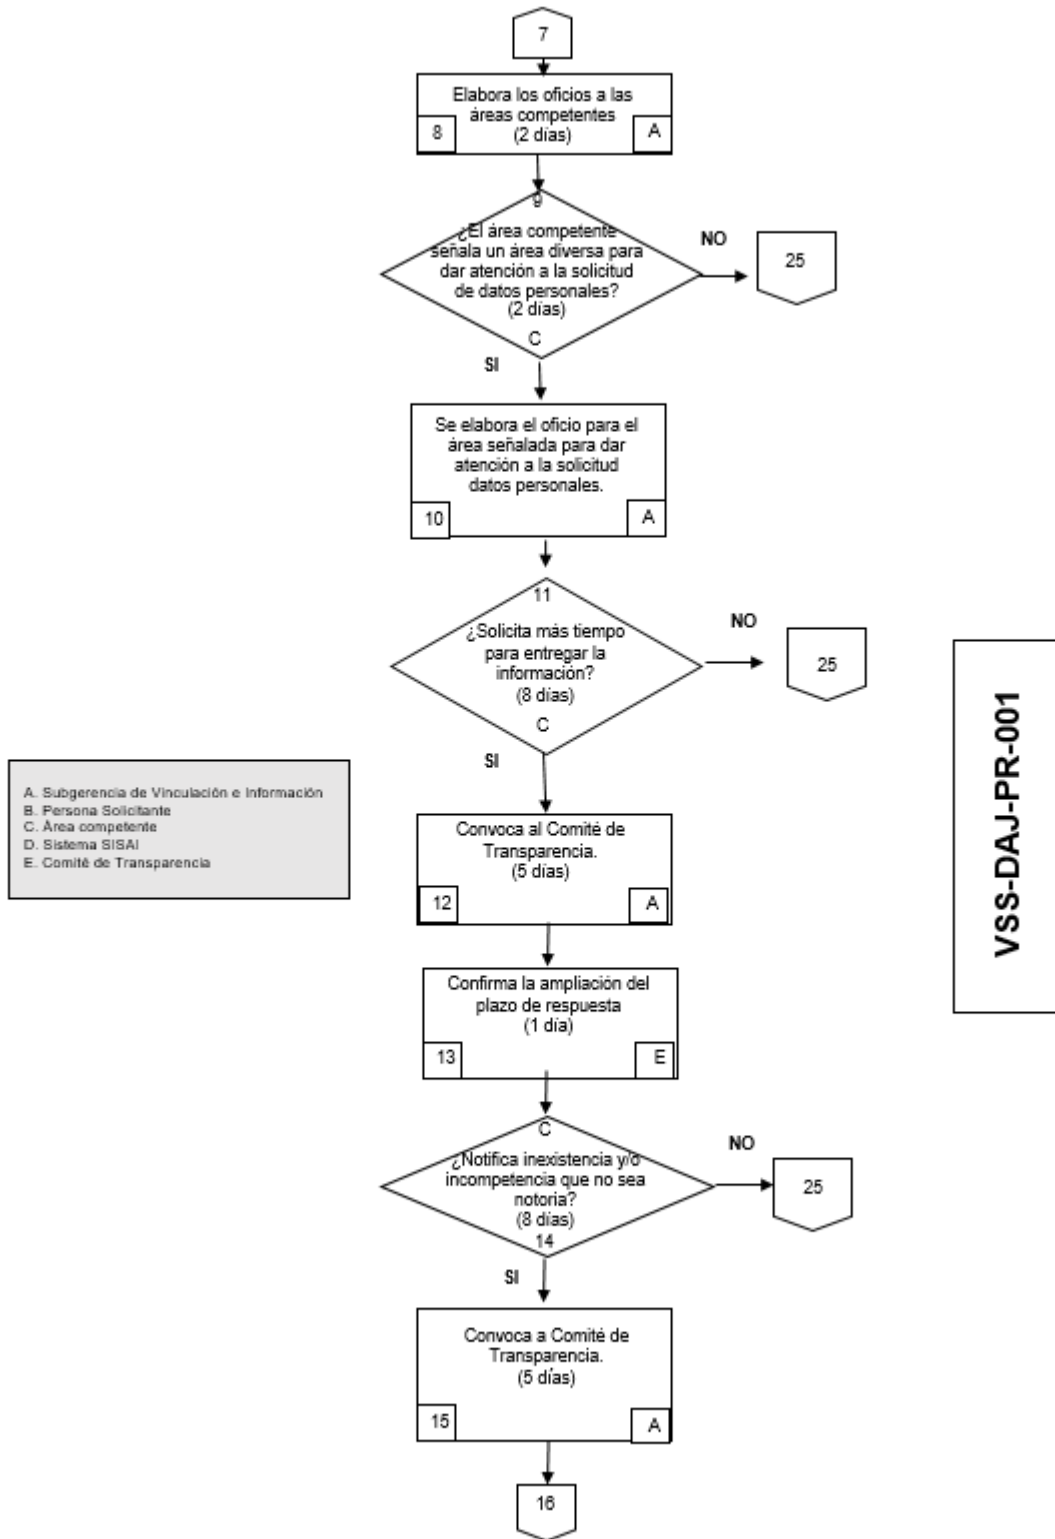 7
Elabora los oficios a las
áreas competentes
(2 días)
8
A
9
¿El área competente
señala un área diversa para
dar atención a la solicitud
de datos personales?
(2 días)
C
NO
25
SI
Se elabora el oficio para el
área señalada para dar
atención a la solicitud
datos personales.
10
A
11
¿Solicita más tiempo
para entregar la
información?
(8 días)
C
NO
25
SI
A. Subgerencia de Vinculación e Información
B. Persona Solicitante
C. Área competente
D. Sistema SISAI
E. Comité de Transparencia
VSS-DAJ-PR-001
Convoca al Comité de
Transparencia.
(5 días)
12
A
Confirma la ampliación del
plazo de respuesta
(1 día)
13
E
C
¿Notifica inexistencia y/o
incompetencia que no sea
notoria?
(8 días)
14
NO
25
SI
Convoca a Comité de
Transparencia.
(5 días)
15
A
16